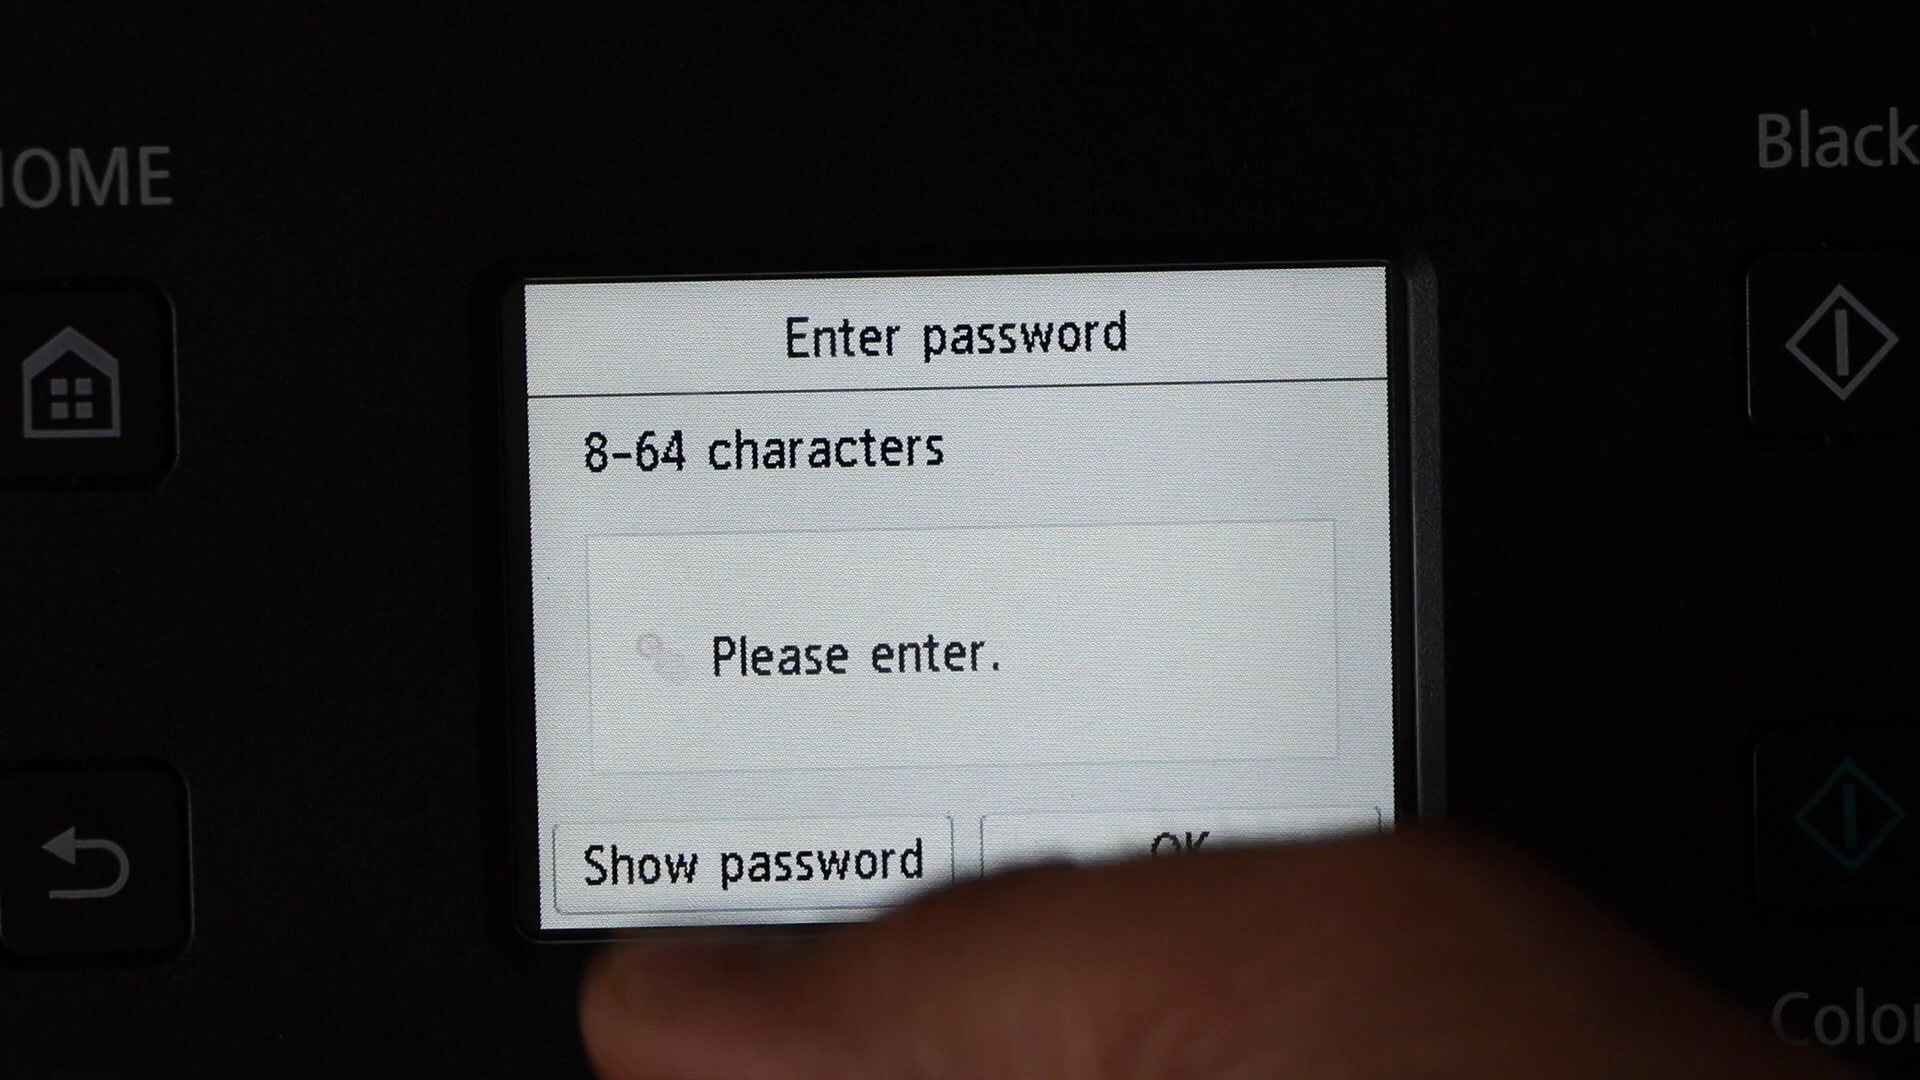 HOME
Black
Enter password
8-64 characters
Please enter.
Show password
OK
Color